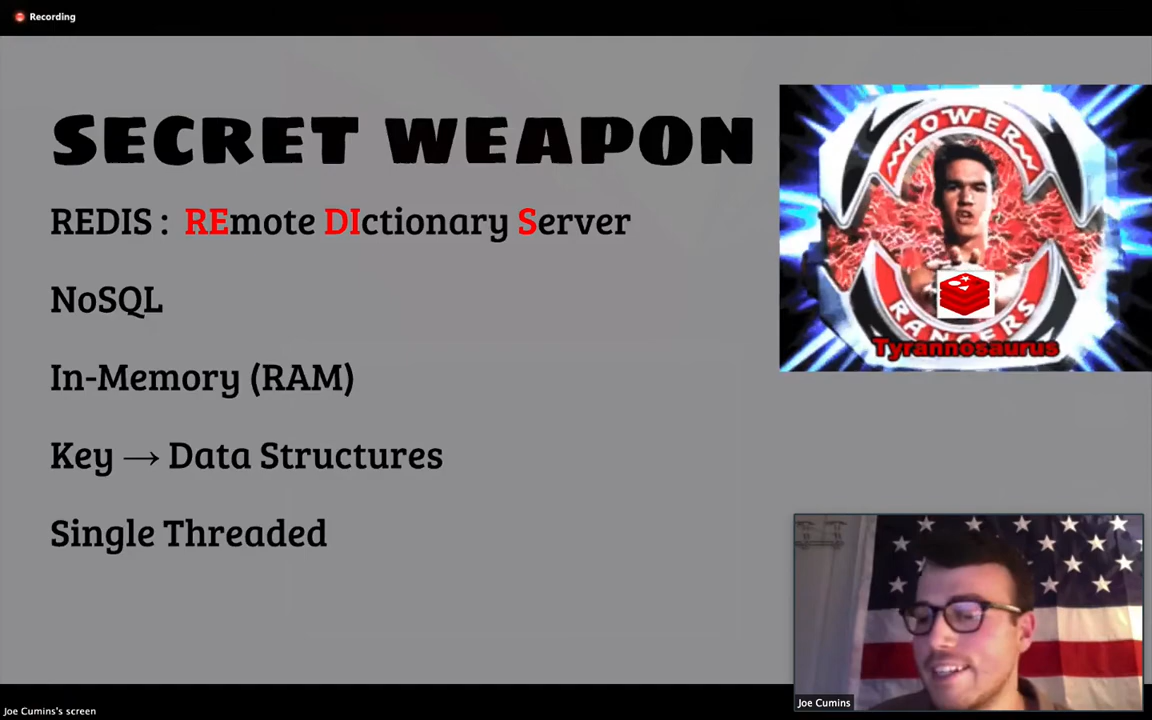 Recording
SECRET WEAPON
REDIS : REmote DIctionary Server
NoSQL
In-Memory (RAM)
Key → Data Structures
Single Threaded
POWER
RANGERS
Tyrannosaurus
Joe Cumins
Joe Cumins's screen